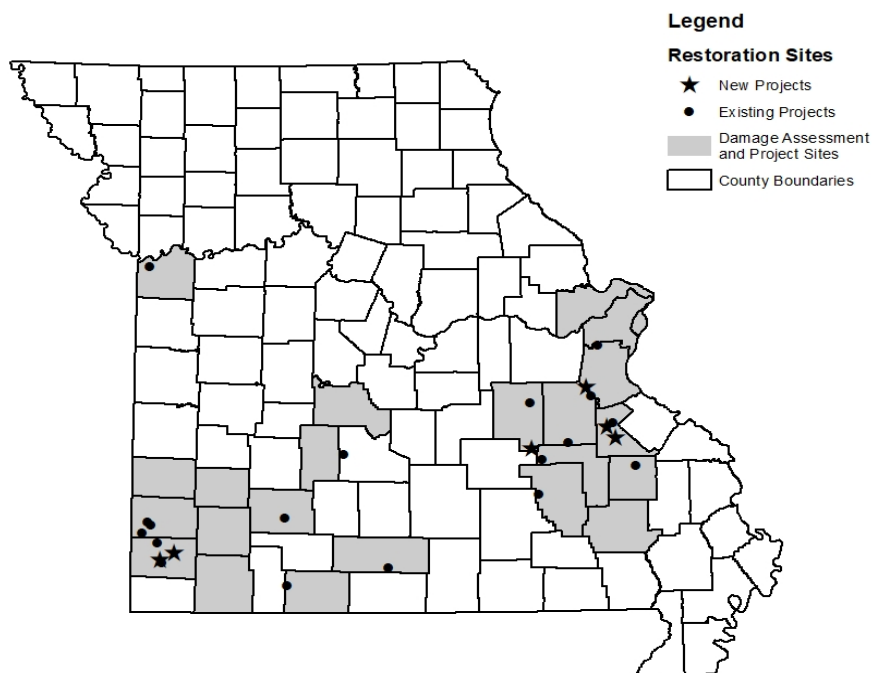 Legend
Restoration Sites
New Projects
Existing Projects
Damage Assessment
and Project Sites
County Boundaries